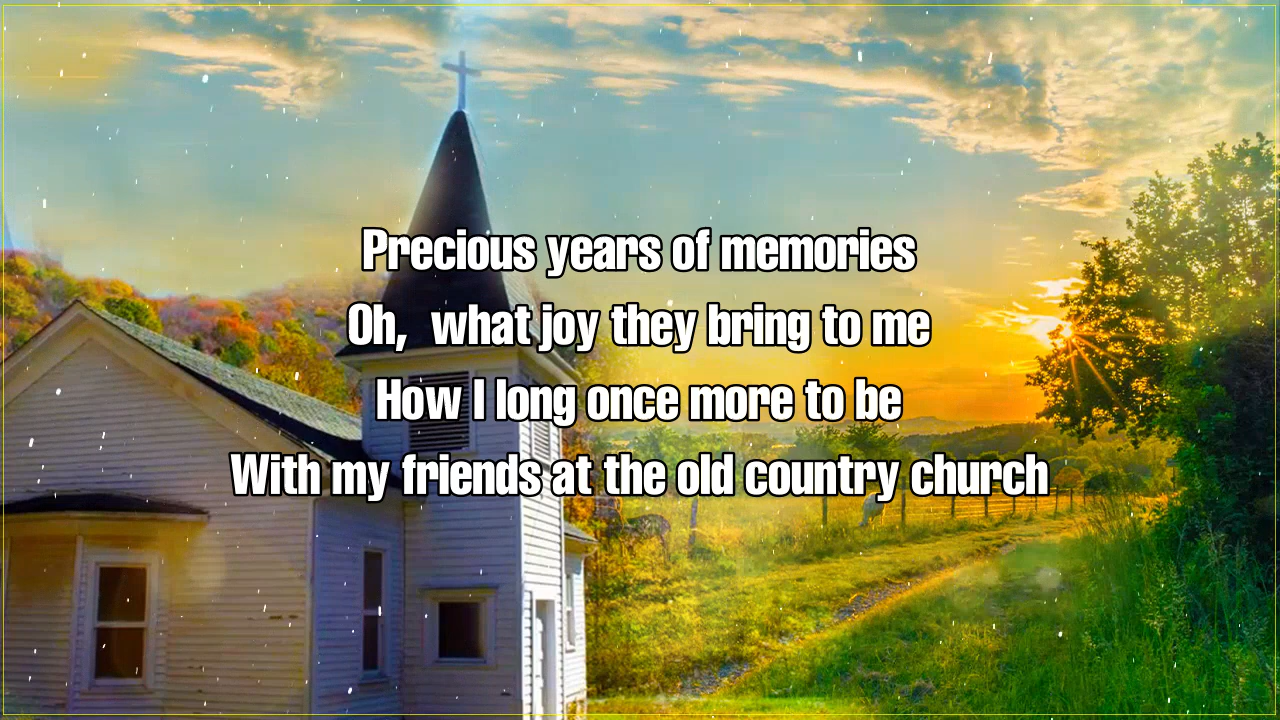 Precious years of memories
Oh,  what joy they bring to me
How I long once more to be
With my friends at the old country church